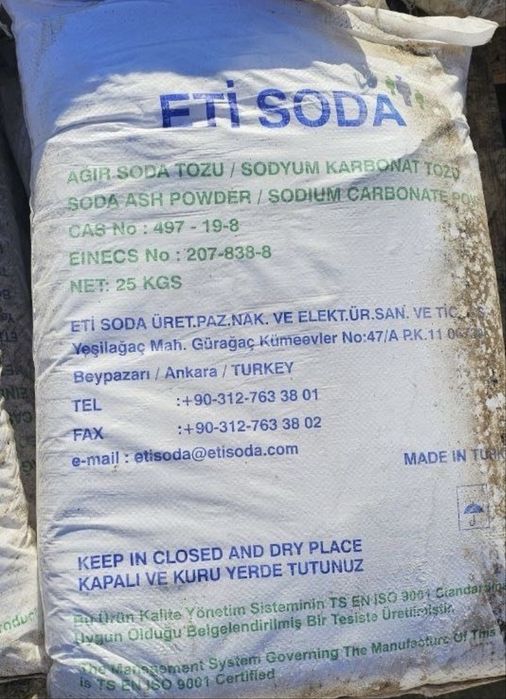 ETİ SODA
AĞIR SODA TOZU / SODYUM KARBONAT TOZU
SODA ASH POWDER / SODIUM CARBONATE
CAS No : 497 - 19-8
EINECS No : 207-838-8
NET: 25 KGS
ETİ SODA ÜRET.PAZ.NAK. VE ELEKT.ÜR.SAN. VE TİC.
Yeşilağaç Mah. Gürağaç Kümeevler No:47/A P.K.11
Beypazarı / Ankara / TURKEY
TEL :+90-312-763 38 01
FAX :+90-312-763 38 02
e-mail : etisoda@etisoda.com
MADE IN
KEEP IN CLOSED AND DRY PLACE
KAPALI VE KURU YERDE TUTUNUZ
Bu Ürün Kalite Yönetim Sisteminin TS EN ISO 9001
Uygun Olduğu Belgelendirilmiş Bir Tesiste Üretilmiştir.
The Management System Governing The Manufacture Of This
is TS EN ISO 9001 Certified